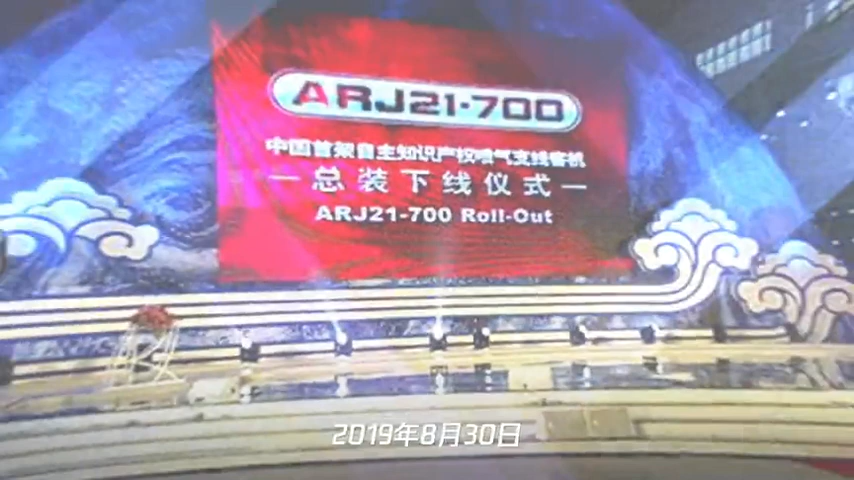 ARJ21-700
中国首架自主知识产权喷气支线客机
—总装下线仪式—
ARJ21-700 Roll-Out
2019年8月30日